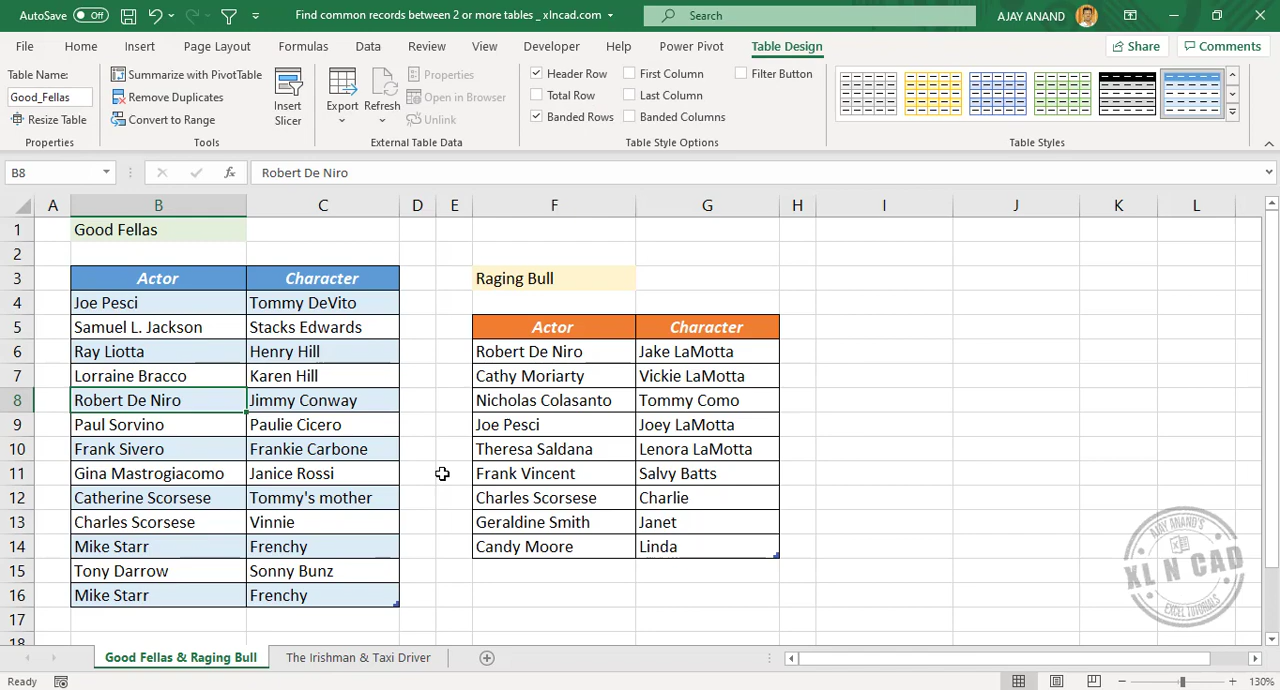 AutoSave Off Find common records between 2 or more tables _ xlncad.com Search AJAY ANAND
File Home Insert Page Layout Formulas Data Review View Developer Help Power Pivot Table Design Share Comments
Table Name:
Good_Fellas
Resize Table
Properties
Summarize with PivotTable
Remove Duplicates
Convert to Range
Insert Slicer
Tools
Export Refresh
Properties
Open in Browser
Unlink
External Table Data
Header Row First Column Filter Button
Total Row Last Column
Banded Rows Banded Columns
Table Style Options
Table Styles
B8 fx Robert De Niro
A B C D E F G H I J K L
1 Good Fellas
2
3 Actor Character Raging Bull
4 Joe Pesci Tommy DeVito
5 Samuel L. Jackson Stacks Edwards Actor Character
6 Ray Liotta Henry Hill Robert De Niro Jake LaMotta
7 Lorraine Bracco Karen Hill Cathy Moriarty Vickie LaMotta
8 Robert De Niro Jimmy Conway Nicholas Colasanto Tommy Como
9 Paul Sorvino Paulie Cicero Joe Pesci Joey LaMotta
10 Frank Sivero Frankie Carbone Theresa Saldana Lenora LaMotta
11 Gina Mastrogiacomo Janice Rossi Frank Vincent Salvy Batts
12 Catherine Scorsese Tommy's mother Charles Scorsese Charlie
13 Charles Scorsese Vinnie Geraldine Smith Janet
14 Mike Starr Frenchy Candy Moore Linda
15 Tony Darrow Sonny Bunz
16 Mike Starr Frenchy
17
18
AJAY ANAND'S
XL N CAD
EXCEL TUTORIALS
Good Fellas & Raging Bull The Irishman & Taxi Driver
Ready 130%